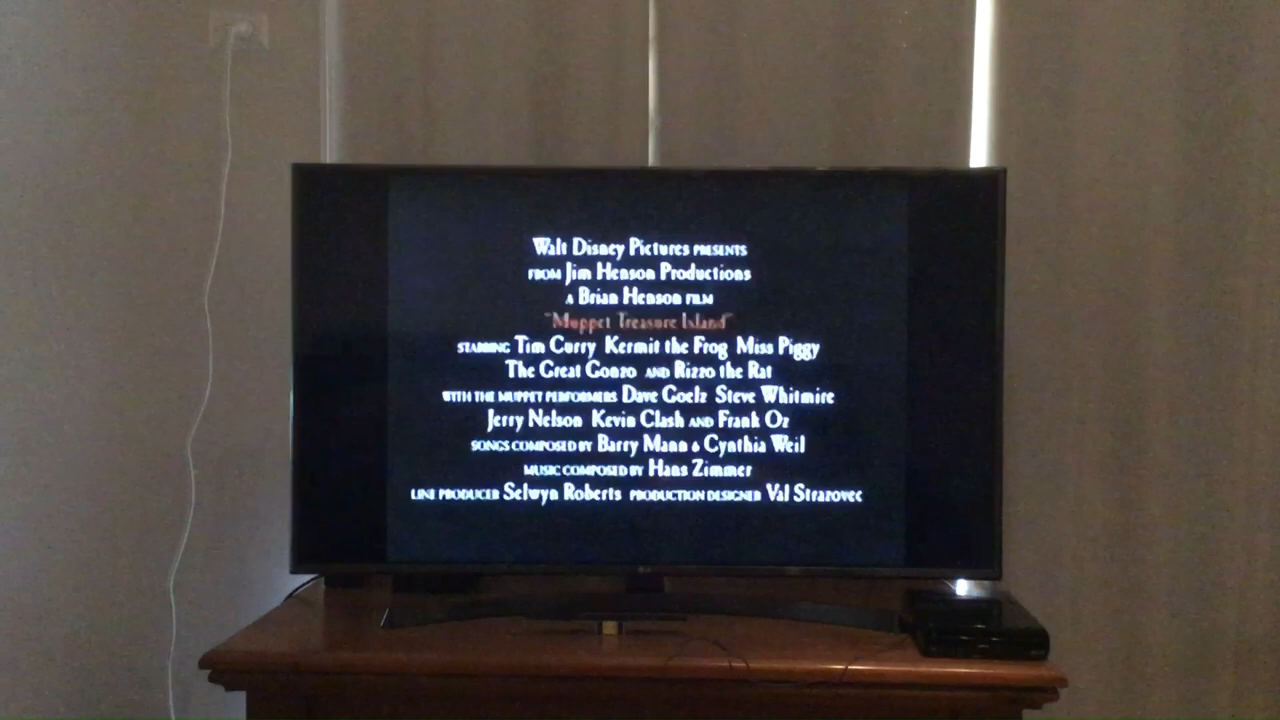 Walt Disney Pictures PRESENTS
FROM Jim Henson Productions
A Brian Henson FILM
"Muppet Treasure Island"
STARRING Tim Curry Kermit the Frog Miss Piggy
The Great Gonzo AND Rizzo the Rat
WITH THE MUPPET PERFORMERS Dave Goelz Steve Whitmire
Jerry Nelson Kevin Clash AND Frank Oz
SONGS COMPOSED BY Barry Mann & Cynthia Weil
MUSIC COMPOSED BY Hans Zimmer
LINE PRODUCER Selwyn Roberts PRODUCTION DESIGNER Val Strazovec
LG